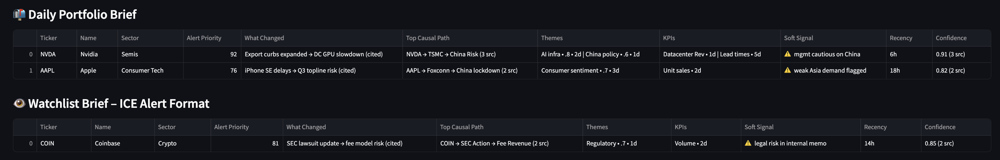 Daily Portfolio Brief
Ticker Name Sector Alert Priority What Changed Top Causal Path Themes KPIs Soft Signal Recency Confidence
0 NVDA Nvidia Semis 92 Export curbs expanded → DC GPU slowdown (cited) NVDA → TSMC → China Risk (3 src) AI infra • .8 • 2d | China policy • .6 • 1d Datacenter Rev • 1d | Lead times • 5d ⚠️ mgmt cautious on China 6h 0.91 (3 src)
1 AAPL Apple Consumer Tech 76 iPhone SE delays → Q3 topline risk (cited) AAPL → Foxconn → China lockdown (2 src) Consumer sentiment • .7 • 3d Unit sales • 2d ⚠️ weak Asia demand flagged 18h 0.82 (2 src)
Watchlist Brief – ICE Alert Format
Ticker Name Sector Alert Priority What Changed Top Causal Path Themes KPIs Soft Signal Recency Confidence
0 COIN Coinbase Crypto 81 SEC lawsuit update → fee model risk (cited) COIN → SEC Action → Fee Revenue (2 src) Regulatory • .7 • 1d Volume • 2d ⚠️ legal risk in internal memo 14h 0.85 (2 src)